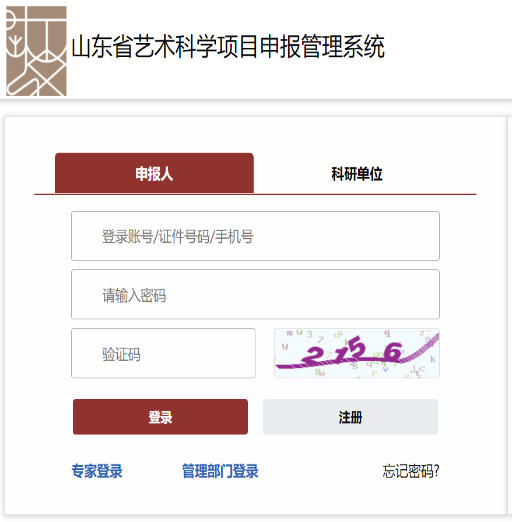 山东省艺术科学项目申报管理系统
申报人 科研单位
登录账号/证件号码/手机号
请输入密码
验证码 2156
登录 注册
专家登录 管理部门登录 忘记密码?